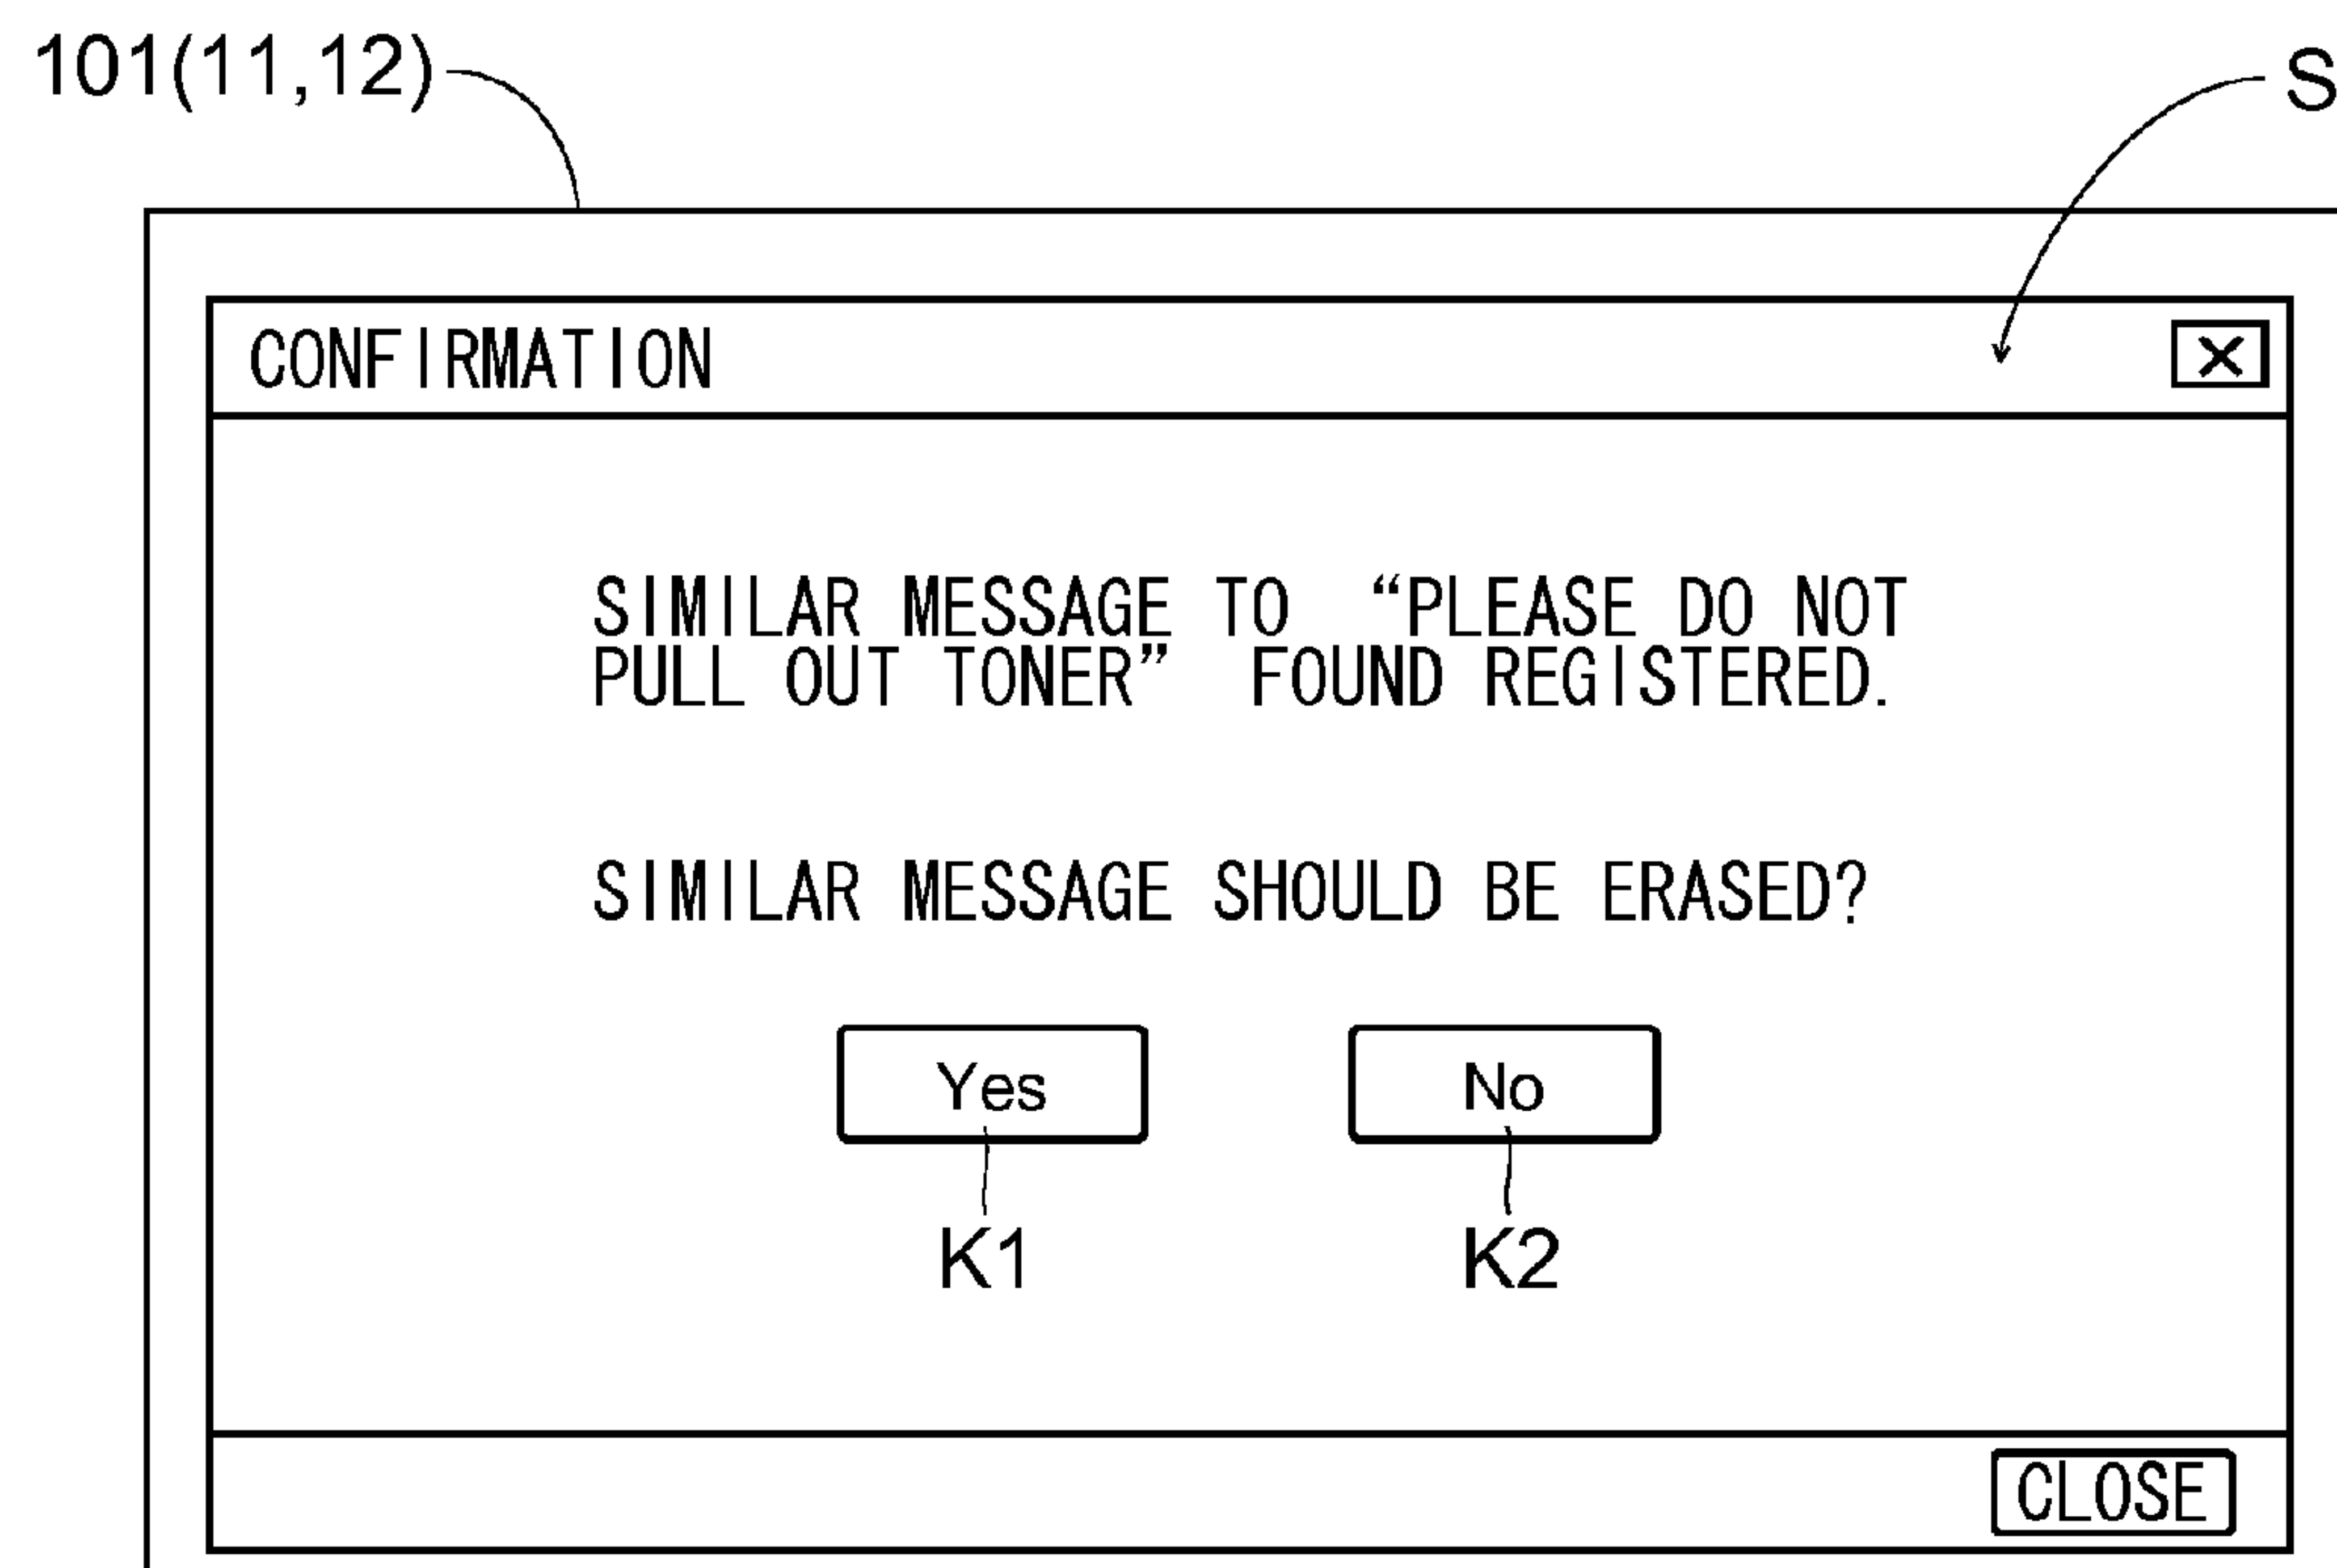 101(11,12)
S
CONFIRMATION
SIMILAR MESSAGE TO “PLEASE DO NOT
PULL OUT TONER” FOUND REGISTERED.
SIMILAR MESSAGE SHOULD BE ERASED?
Yes
No
K1
K2
CLOSE